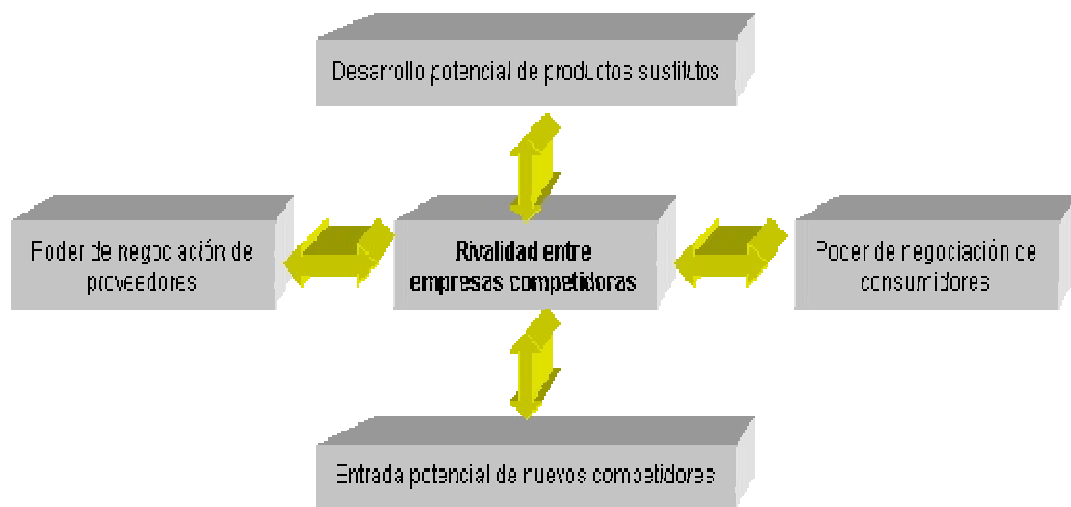 Desarrollo potencial de productos sustitutos
Poder de negociación de
proveedores
Rivalidad entre
empresas competidoras
Poder de negociación de
consumidores
Entrada potencial de nuevos competidores